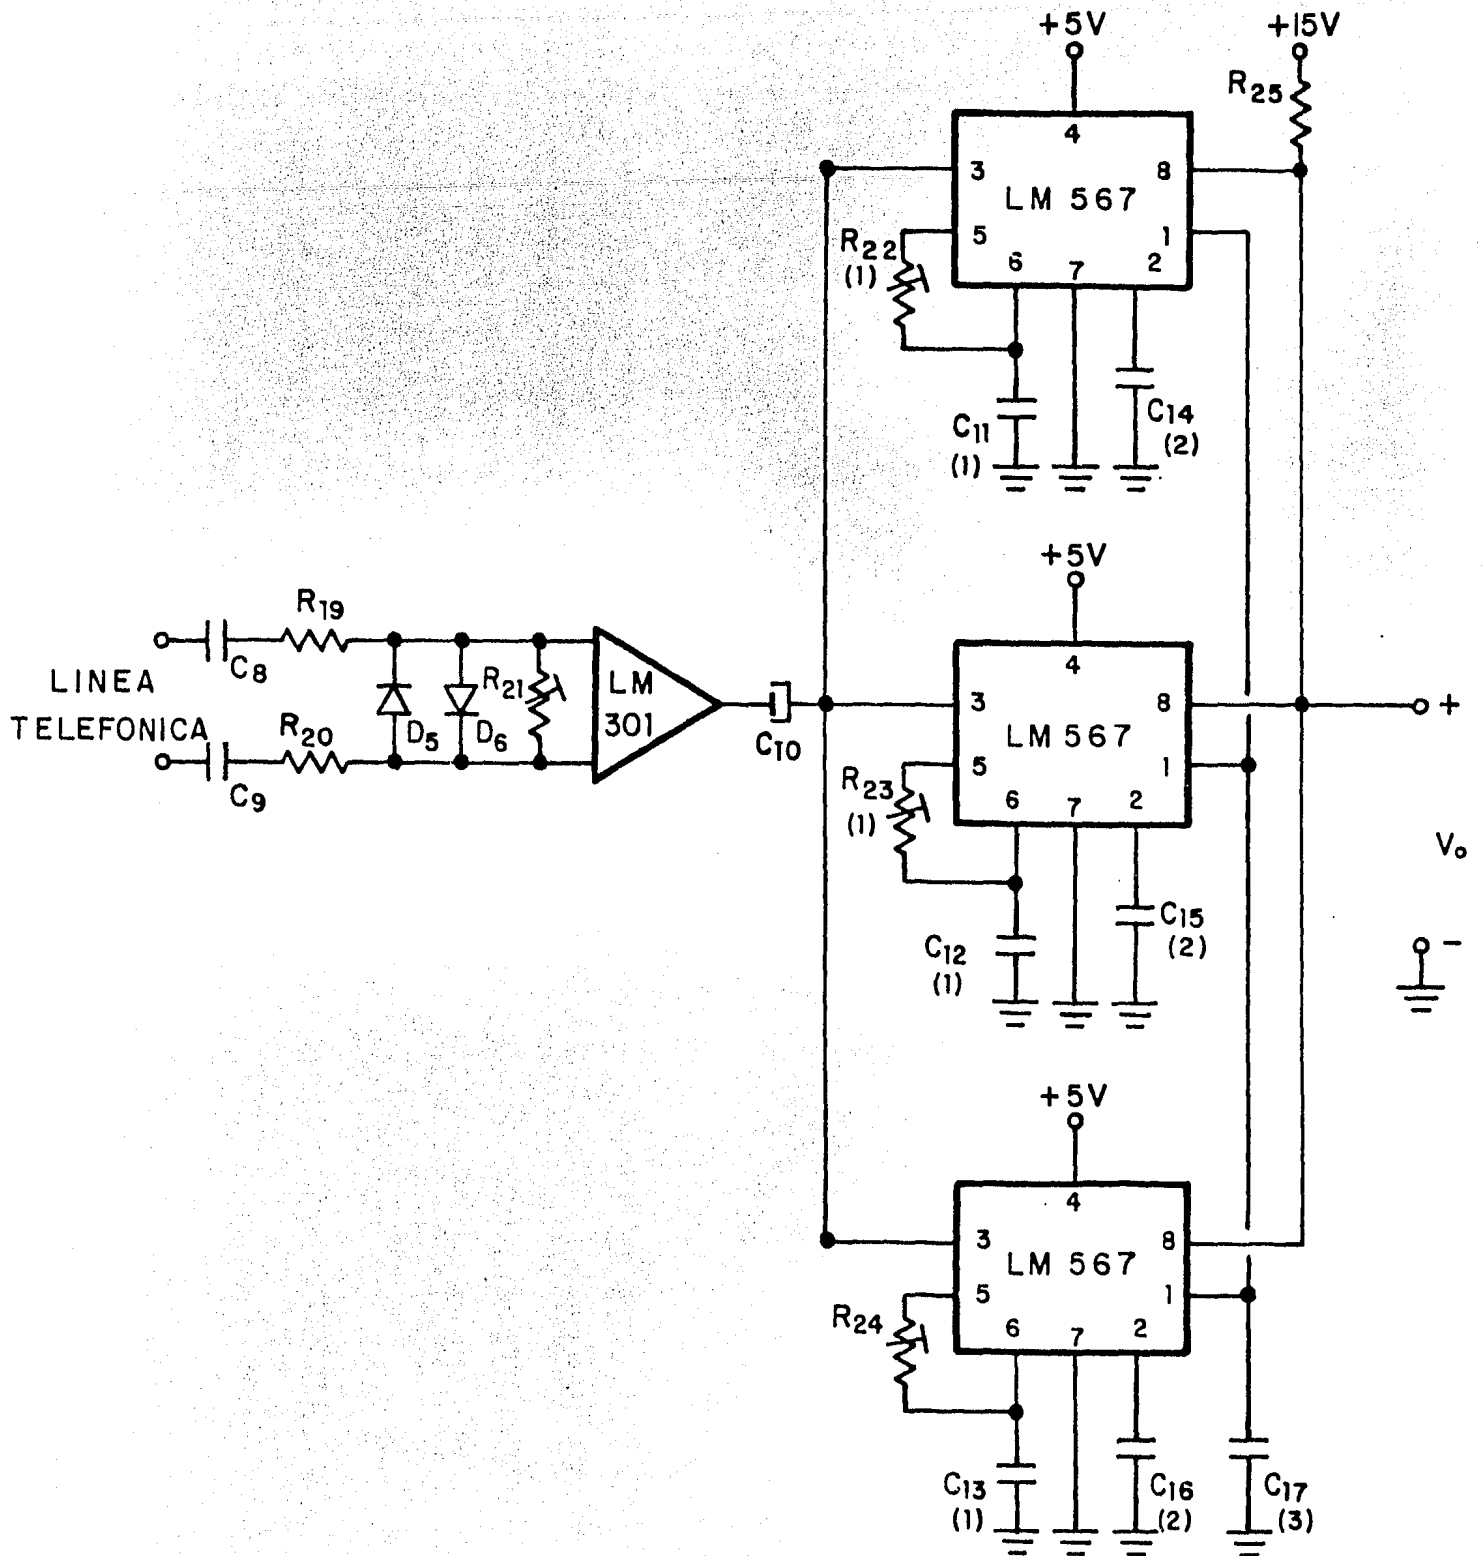 +5V
+15V
R25
4
3
8
LM 567
R22
(1)
5
1
6
7
2
C11
(1)
C14
(2)
+5V
R19
C8
LINEA
TELEFONICA
R21
LM
301
D5
D6
R20
C9
C10
4
3
8
+
LM 567
R23
(1)
5
1
6
7
2
Vo
C12
(1)
C15
(2)
-
+5V
4
3
8
LM 567
R24
5
1
6
7
2
C13
(1)
C16
(2)
C17
(3)